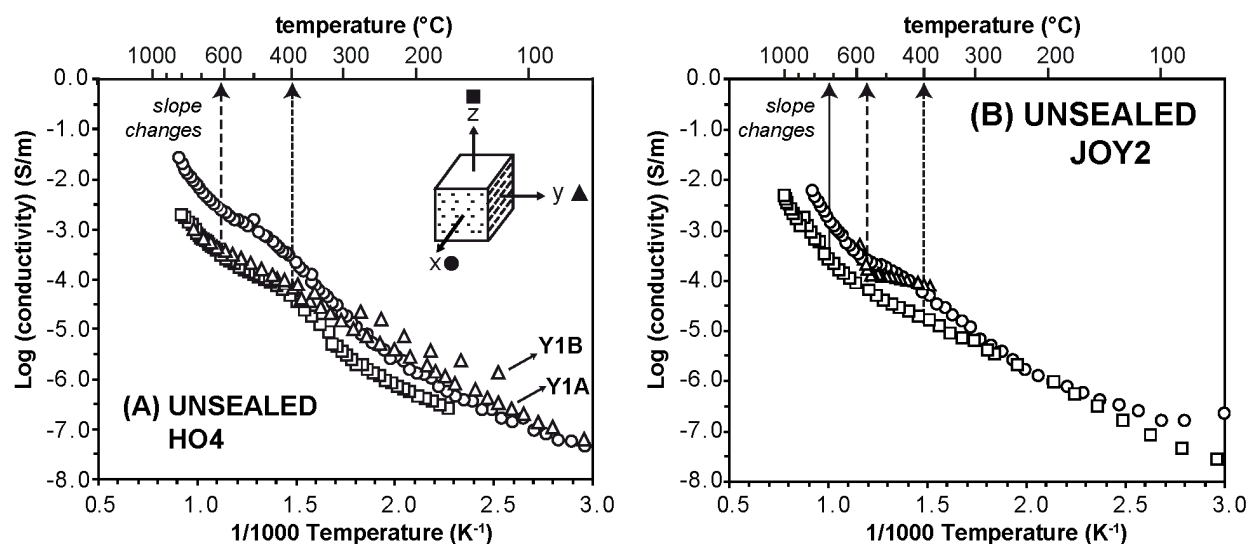 temperature (°C)
1000 600 400 300 200 100
0.0
-1.0
-2.0
-3.0
-4.0
-5.0
-6.0
-7.0
-8.0
Log (conductivity) (S/m)
slope
changes
z
y
x
Y1B
Y1A
(A) UNSEALED
HO4
0.5 1.0 1.5 2.0 2.5 3.0
1/1000 Temperature (K⁻¹)
temperature (°C)
1000 600 400 300 200 100
0.0
-1.0
-2.0
-3.0
-4.0
-5.0
-6.0
-7.0
-8.0
Log (conductivity) (S/m)
slope
changes
(B) UNSEALED
JOY2
0.5 1.0 1.5 2.0 2.5 3.0
1/1000 Temperature (K⁻¹)